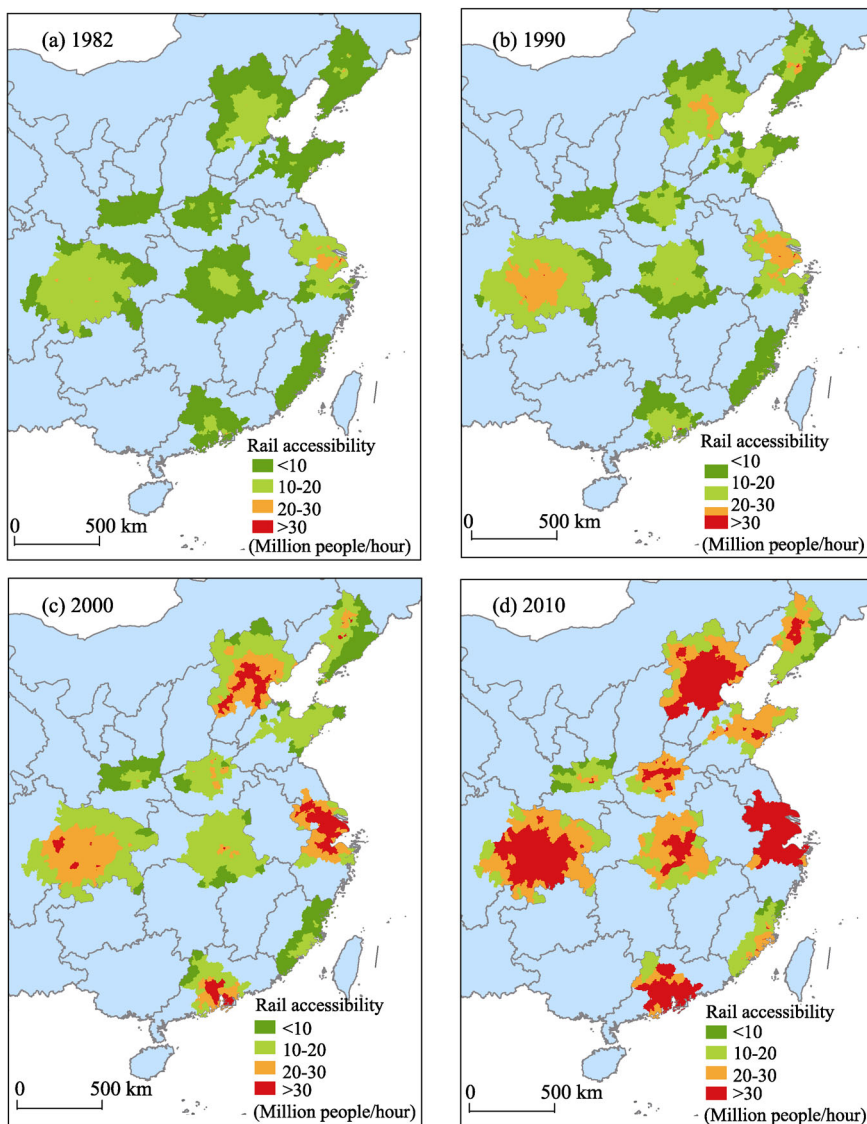 (a) 1982
Rail accessibility
<10
10-20
20-30
>30
(Million people/hour)
0 500 km
(b) 1990
Rail accessibility
<10
10-20
20-30
>30
(Million people/hour)
0 500 km
(c) 2000
Rail accessibility
<10
10-20
20-30
>30
(Million people/hour)
0 500 km
(d) 2010
Rail accessibility
<10
10-20
20-30
>30
(Million people/hour)
0 500 km